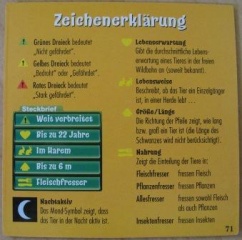 Zeichenerklärung
Grünes Dreieck bedeutet
„Nicht gefährdet".
Gelbes Dreieck bedeutet
„Bedroht" oder „Gefährdet".
Rotes Dreieck bedeutet
„Stark gefährdet".
Steckbrief
Weit verbreitet
Bis zu 22 Jahre
Im Harem
Bis zu 6 m
Fleischfresser
Nachtaktiv
Das Mond-Symbol zeigt, dass
das Tier in der Nacht aktiv ist.
Lebenserwartung
Gibt die durchschnittliche Lebens-
erwartung eines Tieres in der freien
Wildbahn an (soweit bekannt).
Lebensweise
Beschreibt, ob das Tier ein Einzelgänger
ist, in einer Herde lebt ...
Größe/Länge
Die Richtung der Pfeile zeigt, wie lang
bzw. groß ein Tier ist (die Länge des
Schwanzes wird nicht berücksichtigt).
Nahrung
Zeigt die Einteilung der Tiere in:
Fleischfresser fressen Fleisch
Pflanzenfresser fressen Pflanzen
Allesfresser fressen sowohl Fleisch
als auch Pflanzen
Insektenfresser fressen Insekten
71